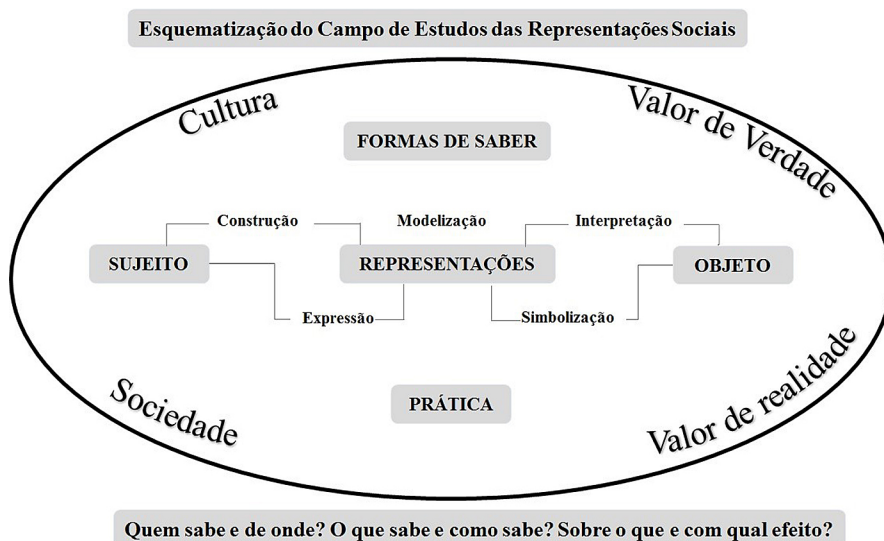 Esquematização do Campo de Estudos das Representações Sociais
Cultura
Valor de Verdade
FORMAS DE SABER
Construção
Modelização
Interpretação
SUJEITO
REPRESENTAÇÕES
OBJETO
Expressão
Simbolização
PRÁTICA
Sociedade
Valor de realidade
Quem sabe e de onde? O que sabe e como sabe? Sobre o que e com qual efeito?